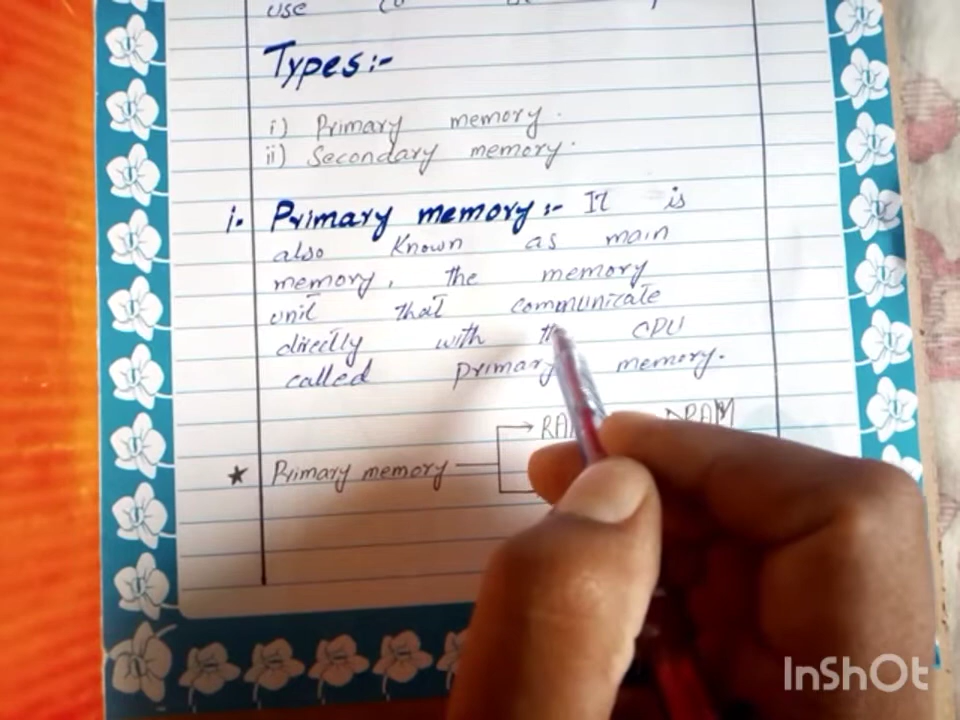 use
Types:-
i) Primary memory.
ii) Secondary memory.
i. Primary memory:- It is
also Known as main
memory, the memory
unit that communicate
directly with the CPU
called primary memory.
★ Primary memory
DRAM
InShOt